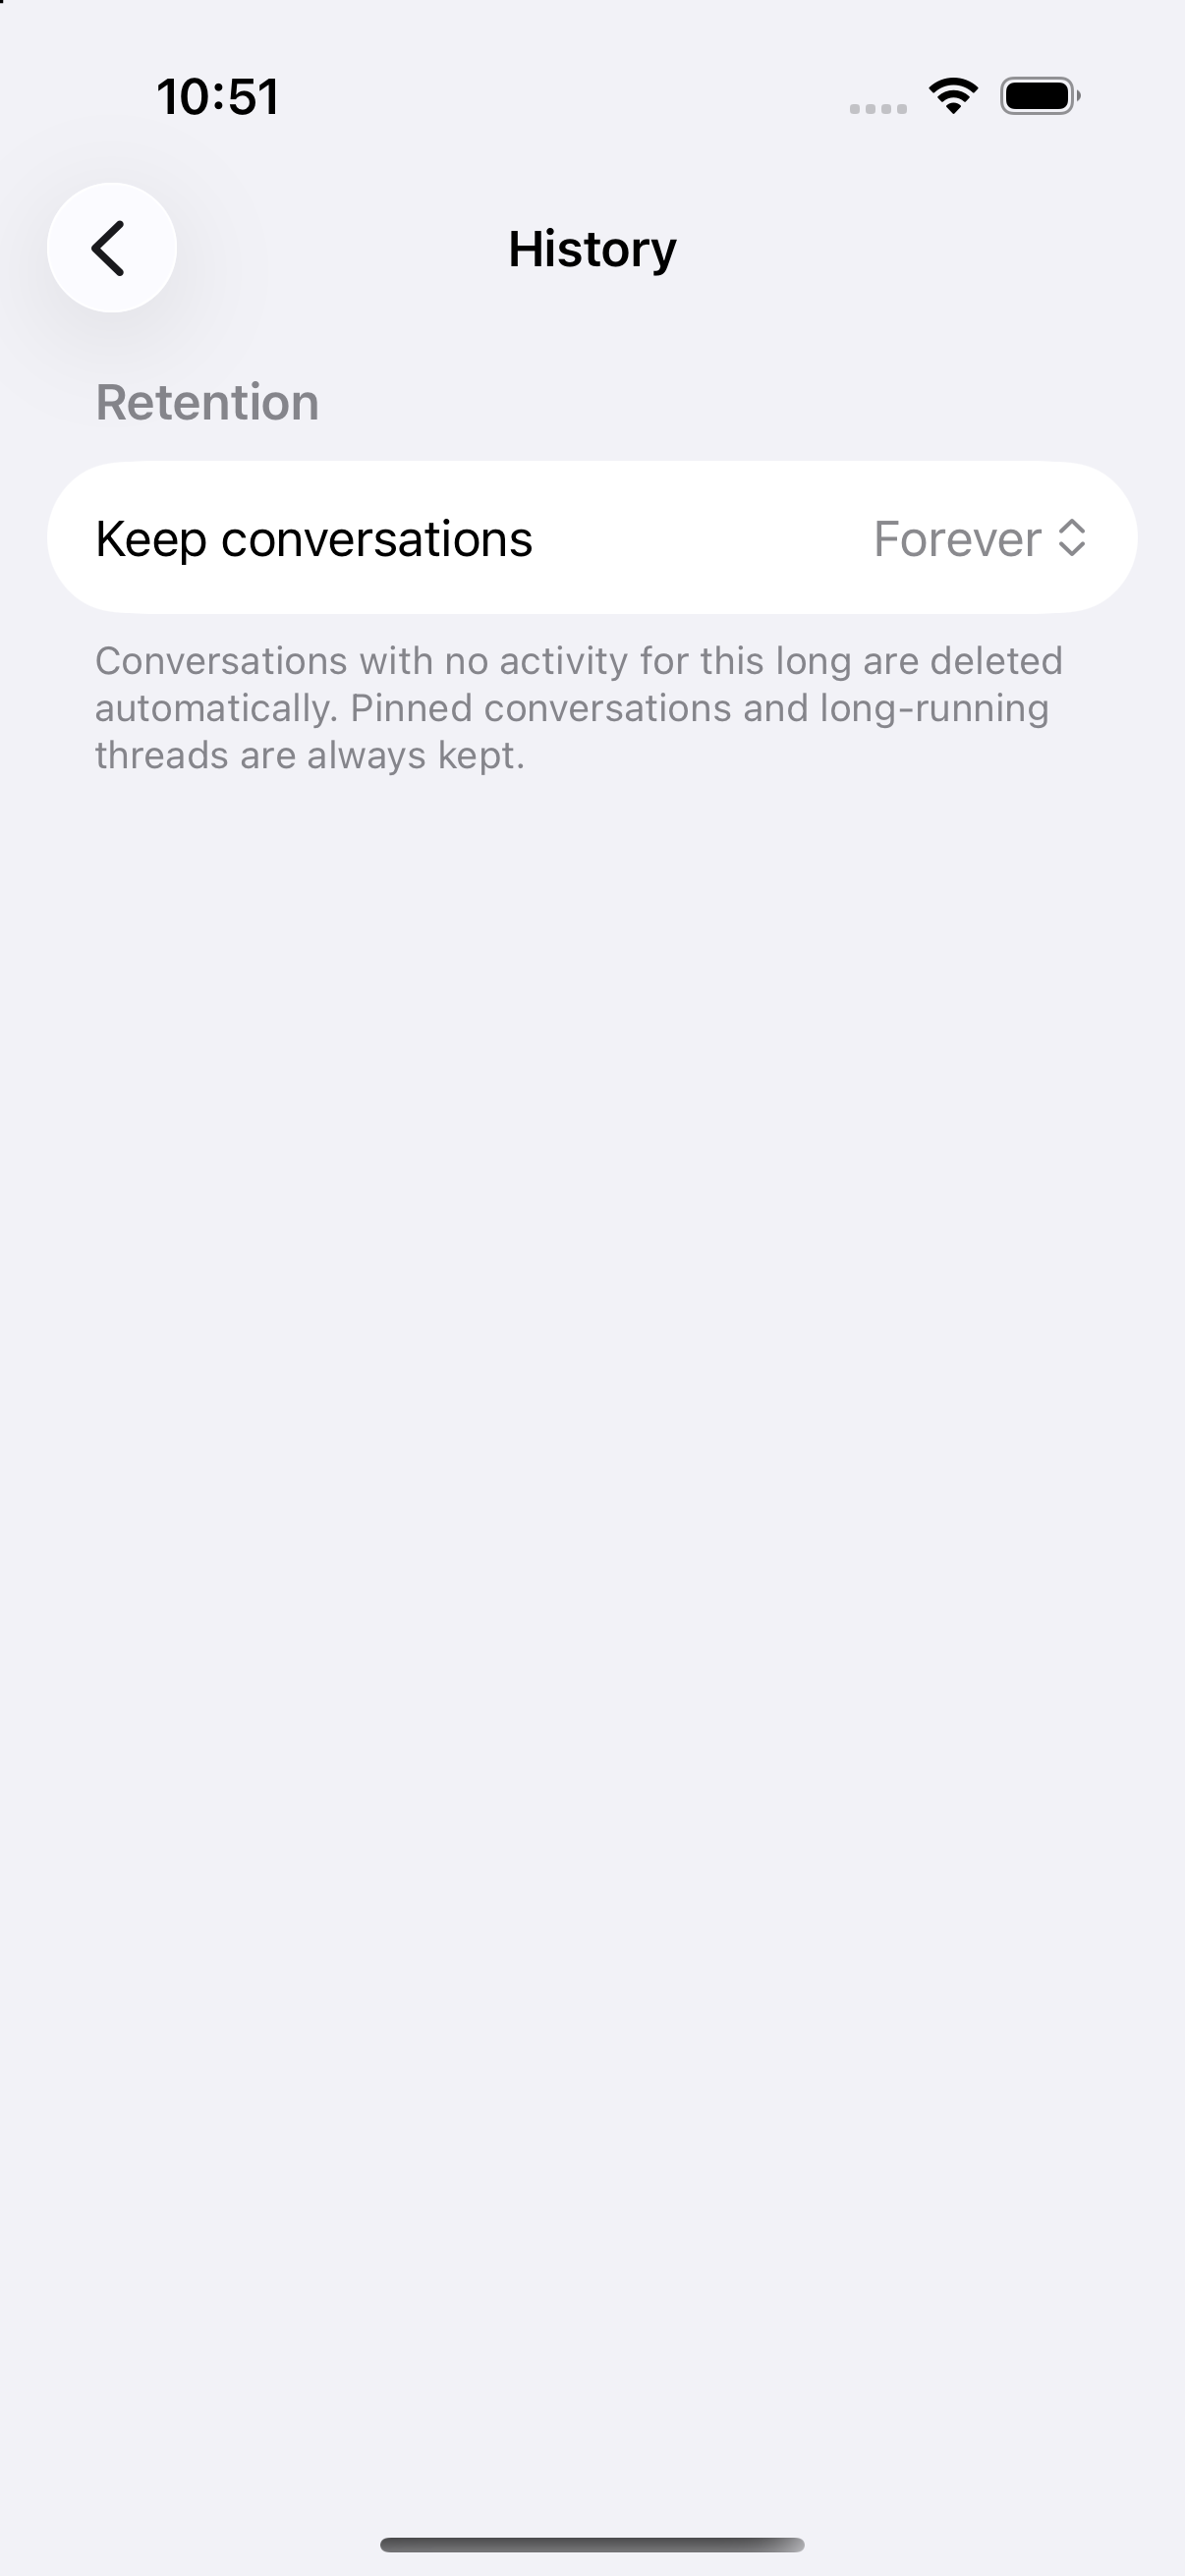 10:51
History
Retention
Keep conversations Forever
Conversations with no activity for this long are deleted
automatically. Pinned conversations and long-running
threads are always kept.